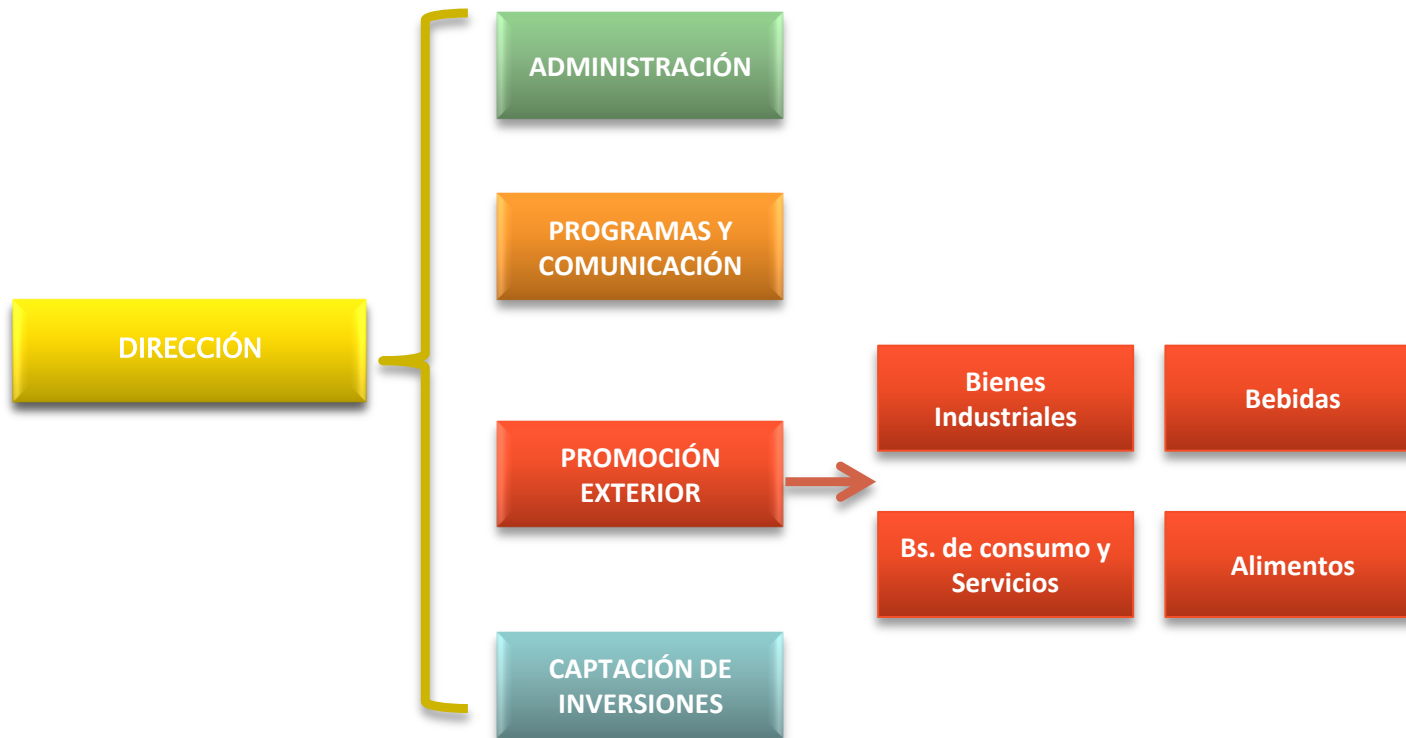 ADMINISTRACIÓN
PROGRAMAS Y
COMUNICACIÓN
DIRECCIÓN
PROMOCIÓN
EXTERIOR
Bienes
Industriales
Bebidas
Bs. de consumo y
Servicios
Alimentos
CAPTACIÓN DE
INVERSIONES